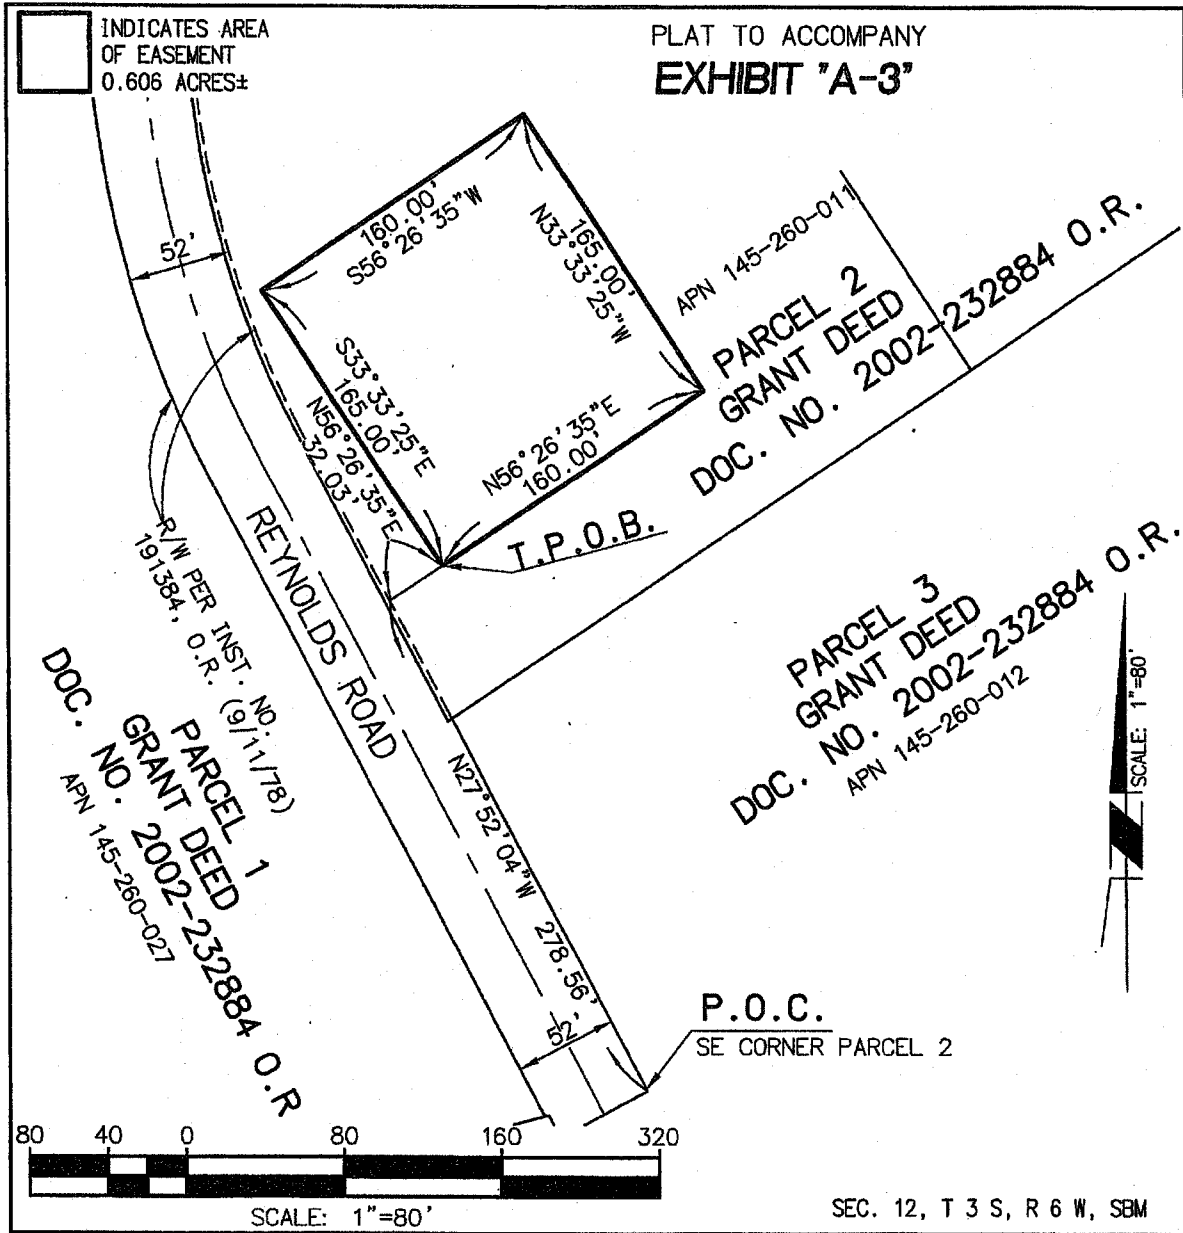 INDICATES AREA
OF EASEMENT
0.606 ACRES±
PLAT TO ACCOMPANY
EXHIBIT "A-3"
52'
160.00'
S56°26'35"W
165.00'
N33°33'25"W
S33°33'25"E
165.00'
N56°26'35"E
32.03'
N56°26'35"E
160.00'
APN 145-260-011
PARCEL 2
GRANT DEED
DOC. NO. 2002-232884 O.R.
T.P.O.B.
R/W PER INST. NO.
191384, O.R. (9/11/78)
REYNOLDS ROAD
PARCEL 3
GRANT DEED
DOC. NO. 2002-232884 O.R.
APN 145-260-012
SCALE: 1"=80'
PARCEL 1
GRANT DEED
DOC. NO. 2002-232884 O.R
APN 145-260-027
N27°52'04"W 278.56'
52'
P.O.C.
SE CORNER PARCEL 2
80 40 0 80 160 320
SCALE: 1"=80'
SEC. 12, T 3 S, R 6 W, SBM